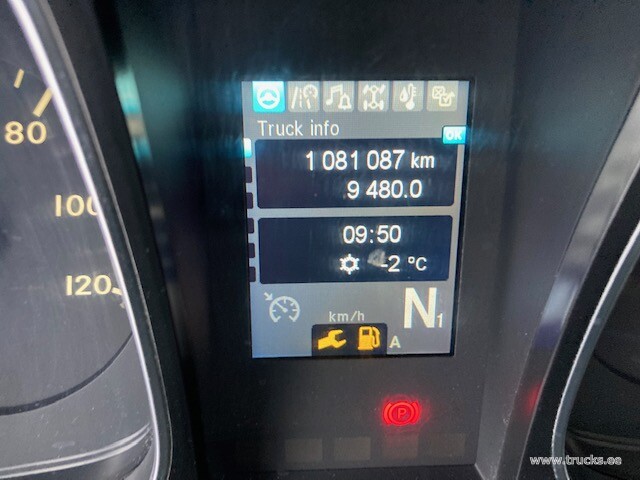 80
100
120
Truck info
OK
1 081 087 km
9 480.0
09:50
-2 °C
km/h
N1
A
P
www.trucks.ee